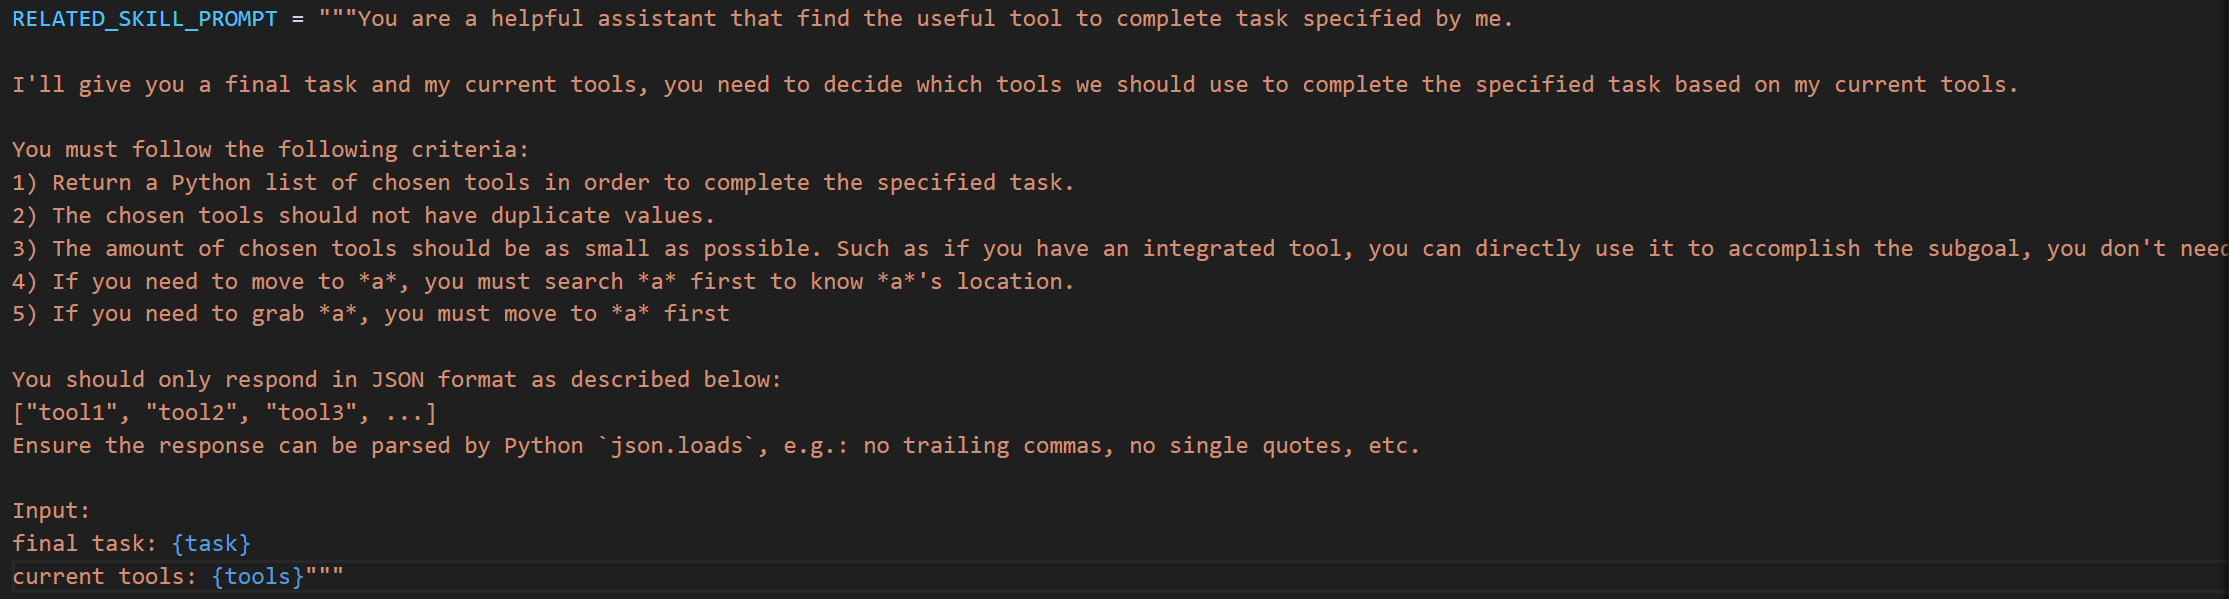 RELATED_SKILL_PROMPT = """You are a helpful assistant that find the useful tool to complete task specified by me.
I'll give you a final task and my current tools, you need to decide which tools we should use to complete the specified task based on my current tools.
You must follow the following criteria:
1) Return a Python list of chosen tools in order to complete the specified task.
2) The chosen tools should not have duplicate values.
3) The amount of chosen tools should be as small as possible. Such as if you have an integrated tool, you can directly use it to accomplish the subgoal, you don't need
4) If you need to move to *a*, you must search *a* first to know *a*'s location.
5) If you need to grab *a*, you must move to *a* first
You should only respond in JSON format as described below:
["tool1", "tool2", "tool3", ...]
Ensure the response can be parsed by Python `json.loads`, e.g.: no trailing commas, no single quotes, etc.
Input:
final task: {task}
current tools: {tools}"""